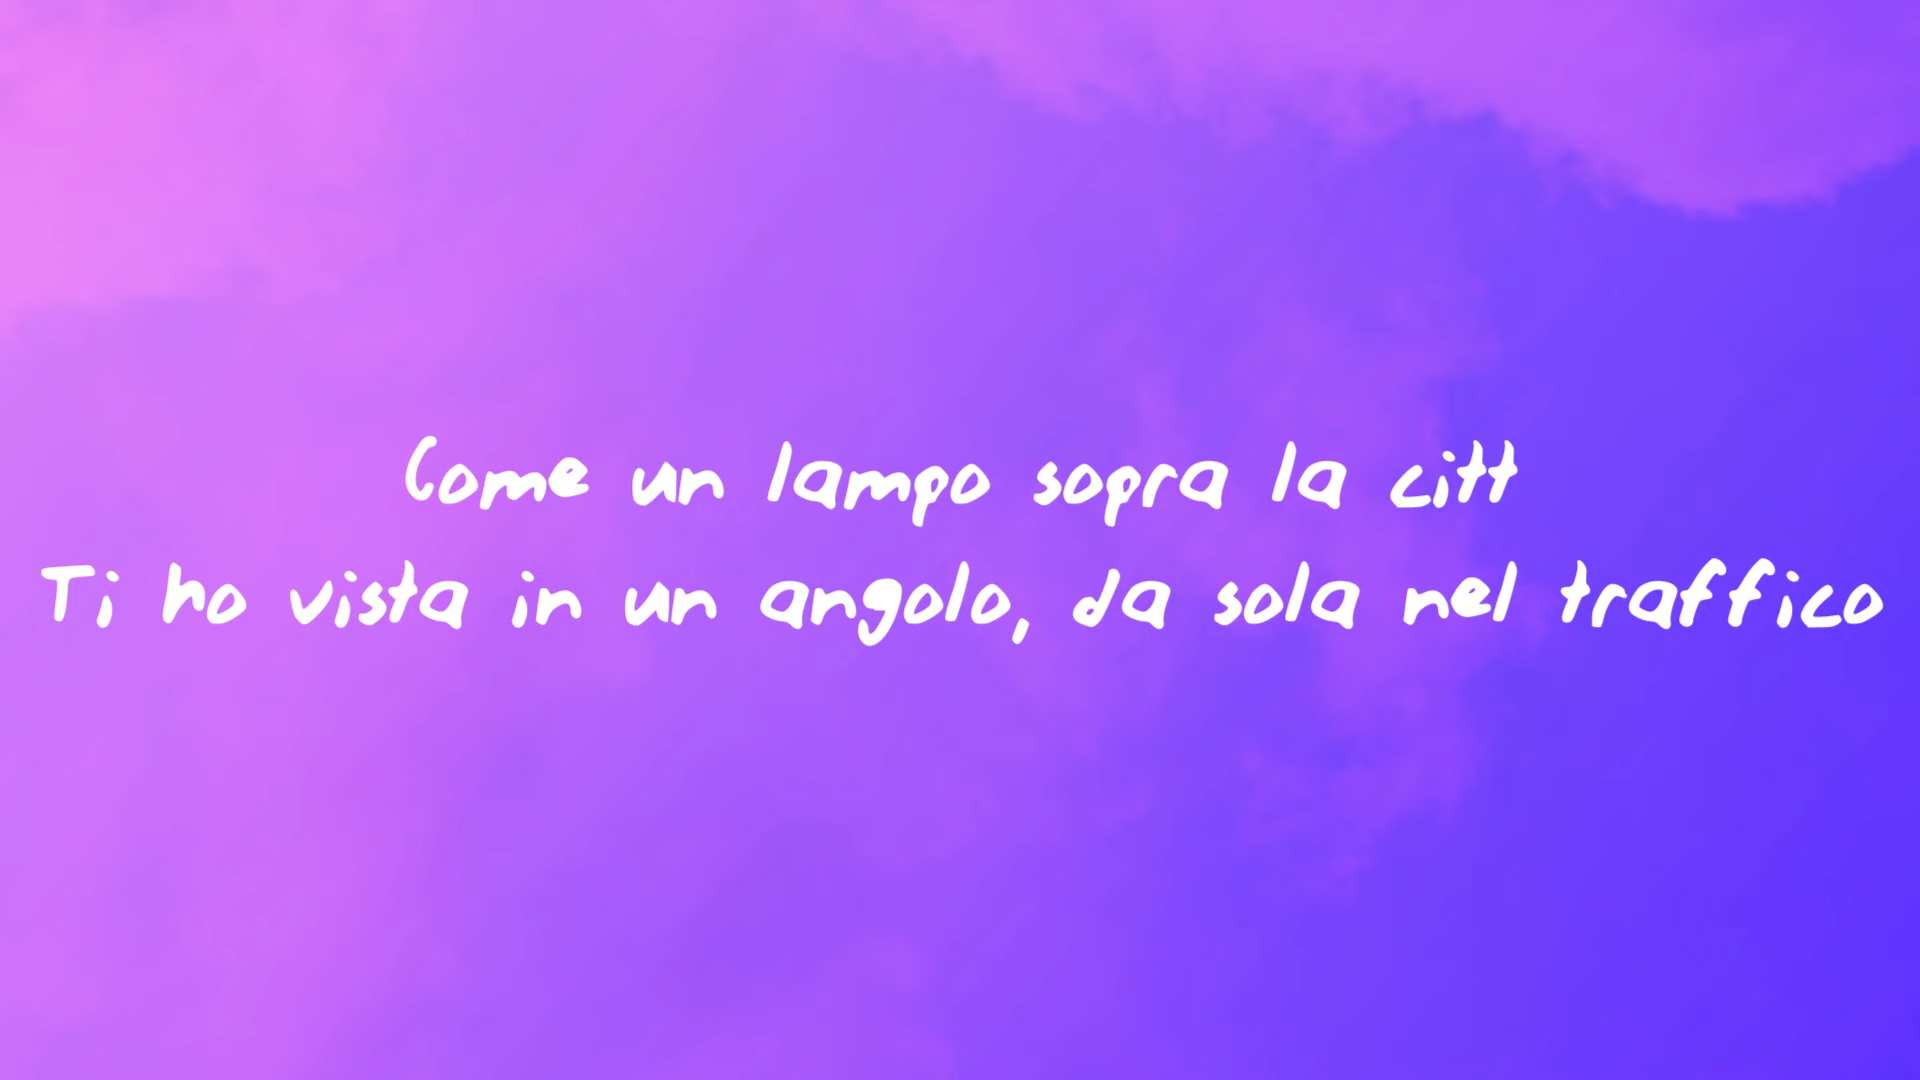 Come un lampo sopra la citt
Ti ho vista in un angolo, da sola nel traffico